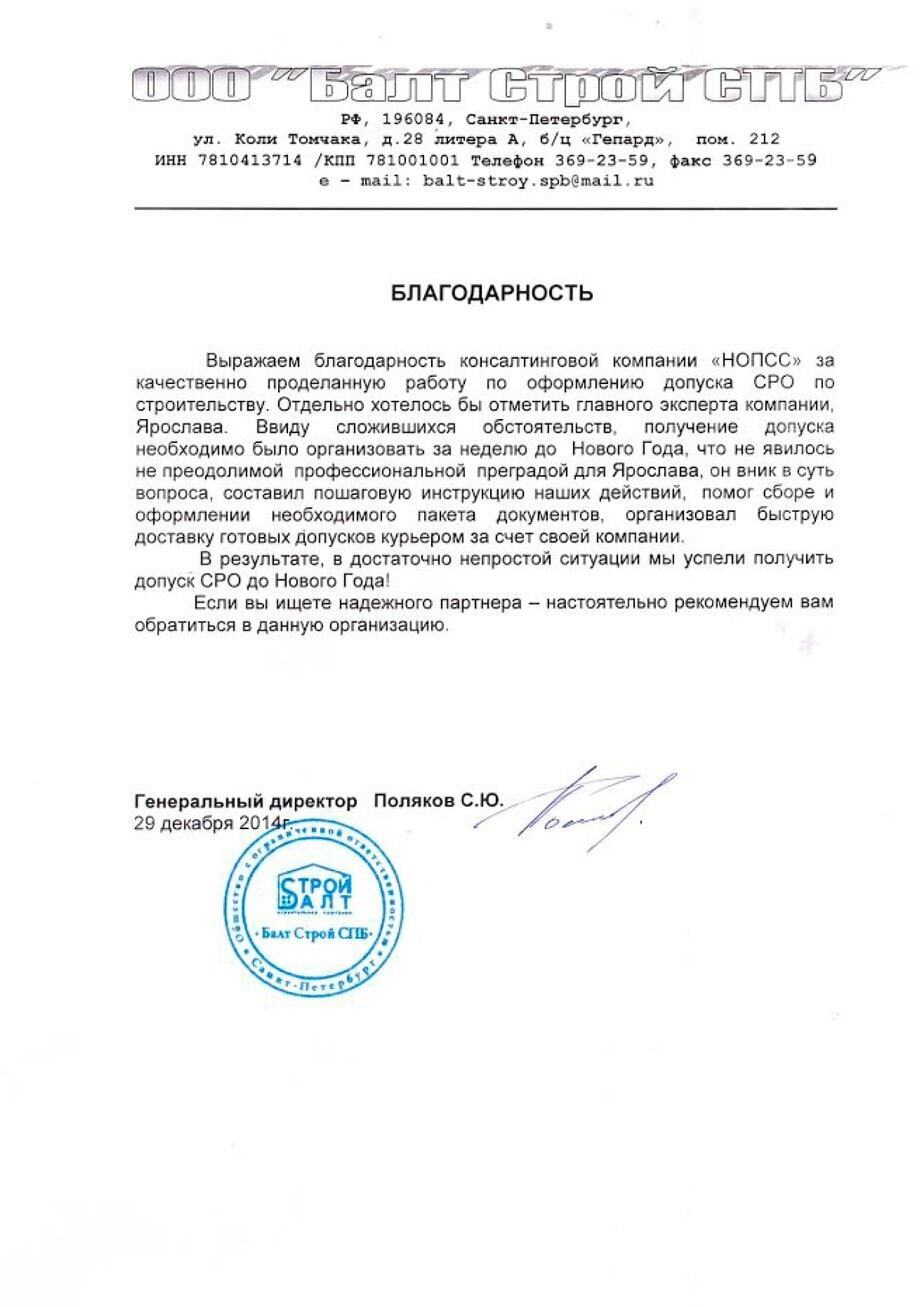 ООО "Балт Строй СПБ"
РФ, 196084, Санкт-Петербург,
ул. Коли Томчака, д.28 литера А, б/ц «Гепард», пом. 212
ИНН 7810413714 /КПП 781001001 Телефон 369-23-59, факс 369-23-59
e – mail: balt-stroy.spb@mail.ru
БЛАГОДАРНОСТЬ
Выражаем благодарность консалтинговой компании «НОПСС» за
качественно проделанную работу по оформлению допуска СРО по
строительству. Отдельно хотелось бы отметить главного эксперта компании,
Ярослава. Ввиду сложившихся обстоятельств, получение допуска
необходимо было организовать за неделю до Нового Года, что не явилось
не преодолимой профессиональной преградой для Ярослава, он вник в суть
вопроса, составил пошаговую инструкцию наших действий, помог сборе и
оформлении необходимого пакета документов, организовал быструю
доставку готовых допусков курьером за счет своей компании.
В результате, в достаточно непростой ситуации мы успели получить
допуск СРО до Нового Года!
Если вы ищете надежного партнера – настоятельно рекомендуем вам
обратиться в данную организацию.
Генеральный директор Поляков С.Ю.
29 декабря 2014г.
Общество с ограниченной ответственностью
СТРОЙ
БАЛТ
· Балт Строй СПБ ·
Санкт-Петербург